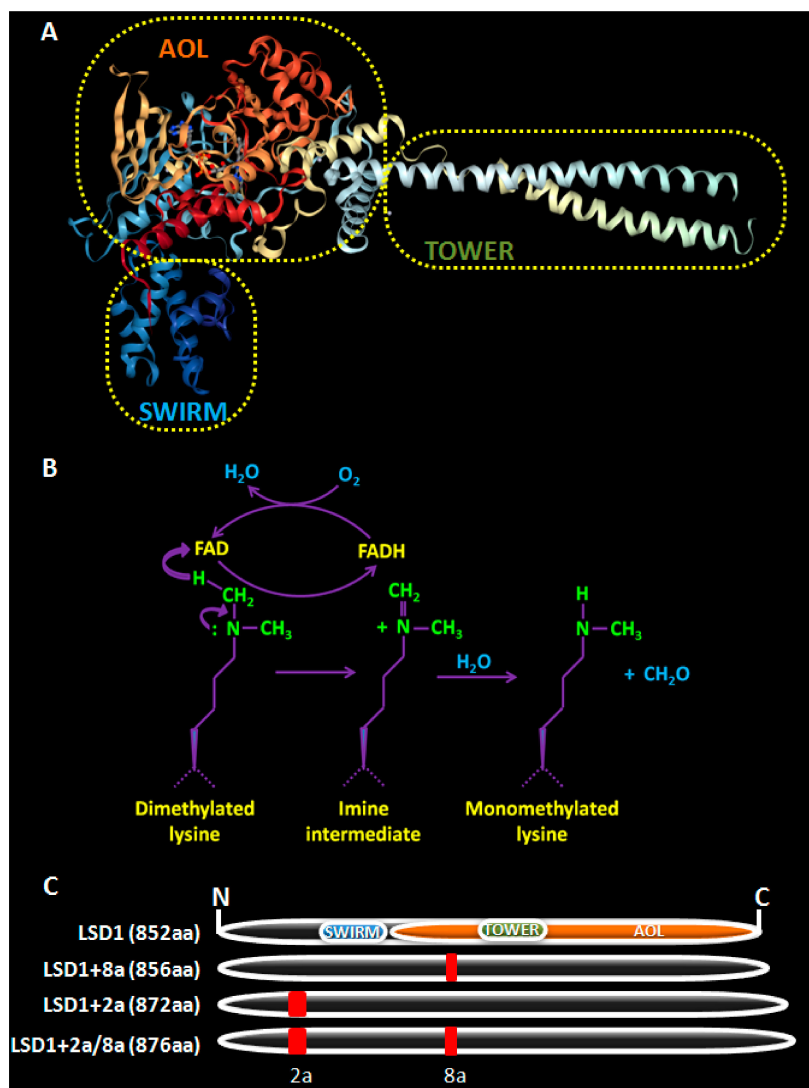 A
AOL
TOWER
SWIRM
B
H₂O O₂
FAD FADH
H
CH₂
: N CH₃
CH₂
+ N CH₃
H₂O
H
N CH₃
+ CH₂O
Dimethylated
lysine
Imine
intermediate
Monomethylated
lysine
C
N C
LSD1 (852aa) SWIRM TOWER AOL
LSD1+8a (856aa)
LSD1+2a (872aa)
LSD1+2a/8a (876aa)
2a 8a